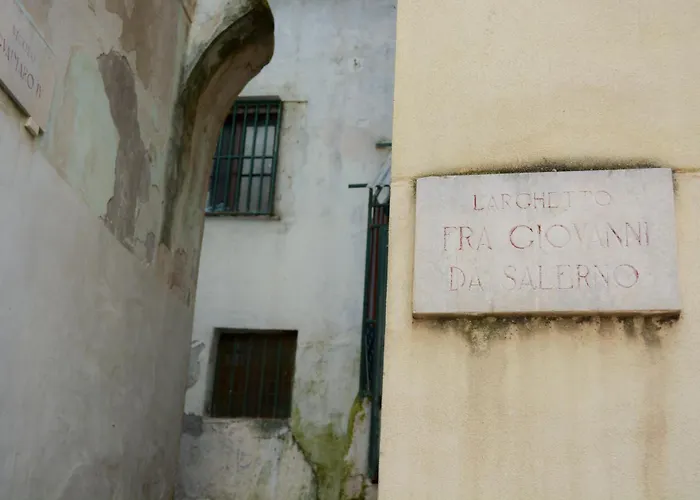 LARGHETTO
FRA GIOVANNI
DA SALERNO